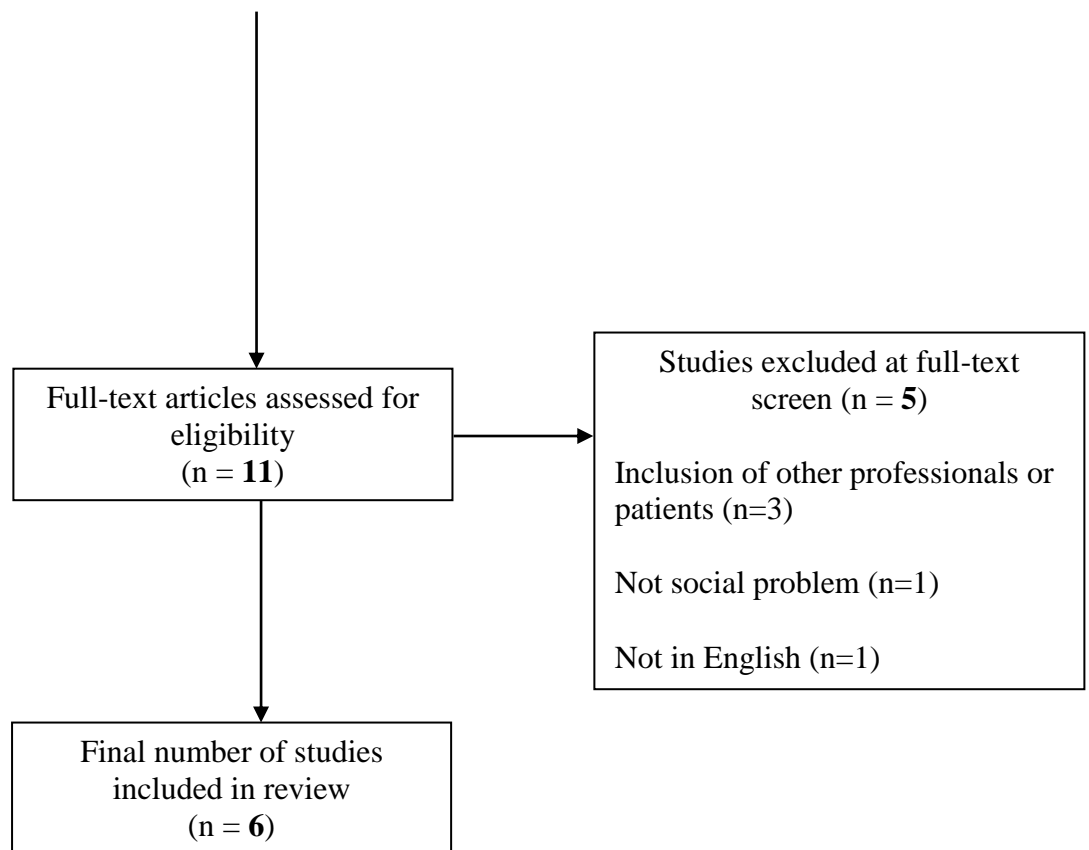 Full-text articles assessed for
eligibility
(n = 11)
Studies excluded at full-text
screen (n = 5)
Inclusion of other professionals or
patients (n=3)
Not social problem (n=1)
Not in English (n=1)
Final number of studies
included in review
(n = 6)